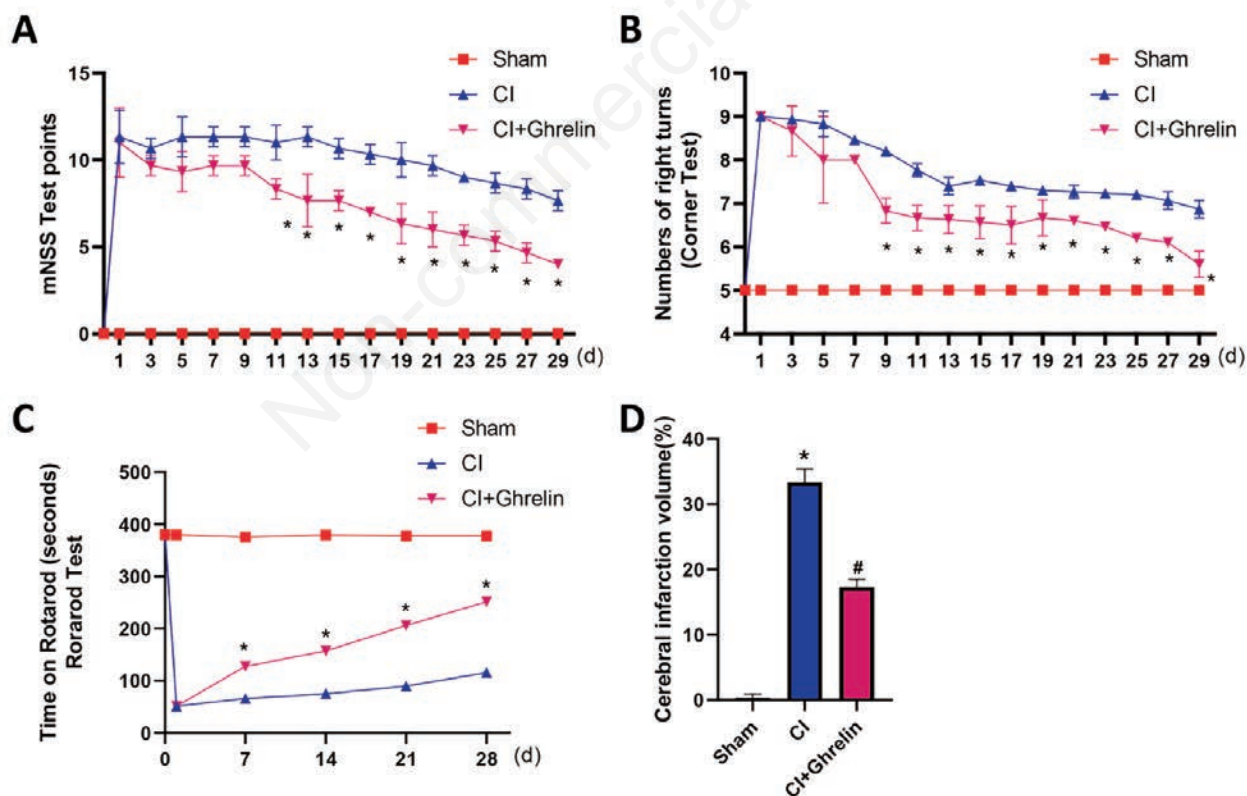 Non-commercial
A
Sham
CI
CI+Ghrelin
mNSS Test points
15
10
5
0
* * * * * * * * * *
1 3 5 7 9 11 13 15 17 19 21 23 25 27 29 (d)
B
Sham
CI
CI+Ghrelin
Numbers of right turns
(Corner Test)
10
9
8
7
6
5
4
* * * * * * * * * * *
1 3 5 7 9 11 13 15 17 19 21 23 25 27 29 (d)
C
Sham
CI
CI+Ghrelin
Time on Rotarod (seconds)
Rorarod Test
500
400
300
200
100
0
* * * *
0 7 14 21 28 (d)
D
Cerebral infarction volume(%)
40
30
20
10
0
*
#
Sham
CI
CI+Ghrelin